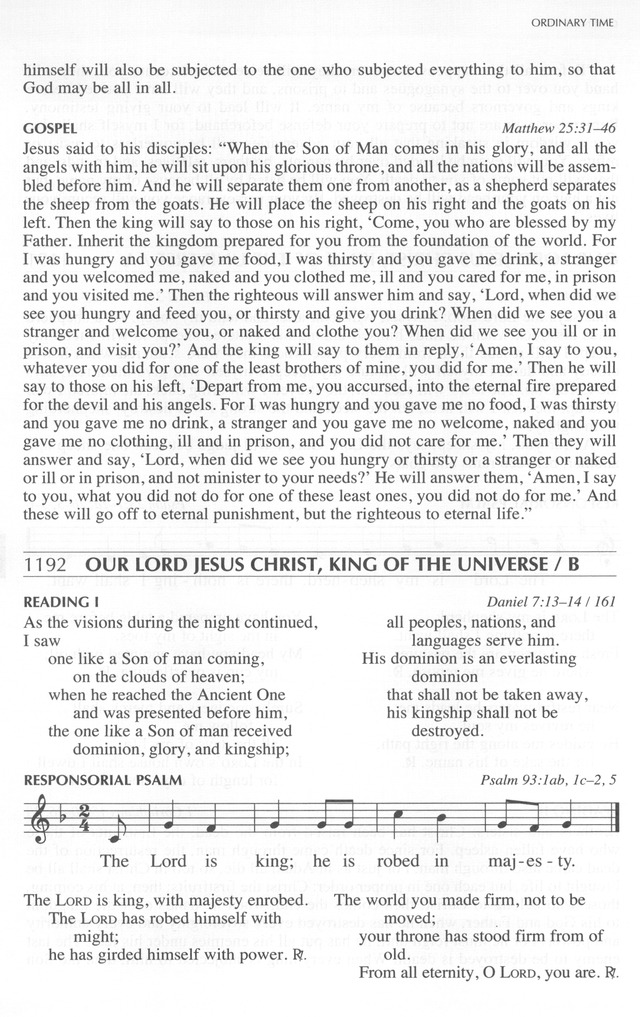 ORDINARY TIME
himself will also be subjected to the one who subjected everything to him, so that
God may be all in all.
GOSPEL Matthew 25:31–46
Jesus said to his disciples: “When the Son of Man comes in his glory, and all the
angels with him, he will sit upon his glorious throne, and all the nations will be assem-
bled before him. And he will separate them one from another, as a shepherd separates
the sheep from the goats. He will place the sheep on his right and the goats on his
left. Then the king will say to those on his right, ‘Come, you who are blessed by my
Father. Inherit the kingdom prepared for you from the foundation of the world. For
I was hungry and you gave me food, I was thirsty and you gave me drink, a stranger
and you welcomed me, naked and you clothed me, ill and you cared for me, in prison
and you visited me.’ Then the righteous will answer him and say, ‘Lord, when did we
see you hungry and feed you, or thirsty and give you drink? When did we see you a
stranger and welcome you, or naked and clothe you? When did we see you ill or in
prison, and visit you?’ And the king will say to them in reply, ‘Amen, I say to you,
whatever you did for one of the least brothers of mine, you did for me.’ Then he will
say to those on his left, ‘Depart from me, you accursed, into the eternal fire prepared
for the devil and his angels. For I was hungry and you gave me no food, I was thirsty
and you gave me no drink, a stranger and you gave me no welcome, naked and you
gave me no clothing, ill and in prison, and you did not care for me.’ Then they will
answer and say, ‘Lord, when did we see you hungry or thirsty or a stranger or naked
or ill or in prison, and not minister to your needs?’ He will answer them, ‘Amen, I say
to you, what you did not do for one of these least ones, you did not do for me.’ And
these will go off to eternal punishment, but the righteous to eternal life.”
1192 OUR LORD JESUS CHRIST, KING OF THE UNIVERSE / B
READING I Daniel 7:13–14 / 161
As the visions during the night continued,
I saw
one like a Son of man coming,
on the clouds of heaven;
when he reached the Ancient One
and was presented before him,
the one like a Son of man received
dominion, glory, and kingship;
all peoples, nations, and
languages serve him.
His dominion is an everlasting
dominion
that shall not be taken away,
his kingship shall not be
destroyed.
RESPONSORIAL PSALM Psalm 93:1ab, 1c–2, 5
2
4
The Lord is king; he is robed in maj - es - ty.
The LORD is king, with majesty enrobed.
The LORD has robed himself with
might;
he has girded himself with power. ℟.
The world you made firm, not to be
moved;
your throne has stood firm from of
old.
From all eternity, O LORD, you are. ℟.